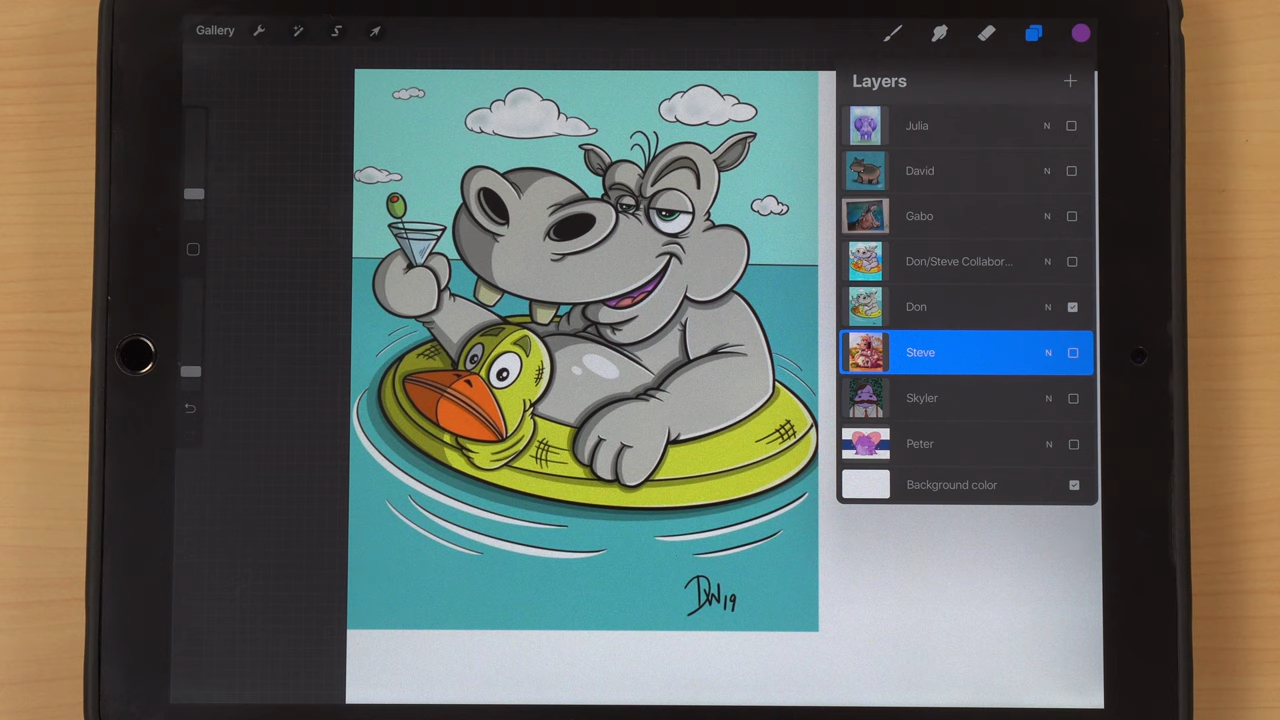 Gallery
Layers
Julia N
David N
Gabo N
Don/Steve Collabor... N
Don N
Steve N
Skyler N
Peter N
Background color
DW19